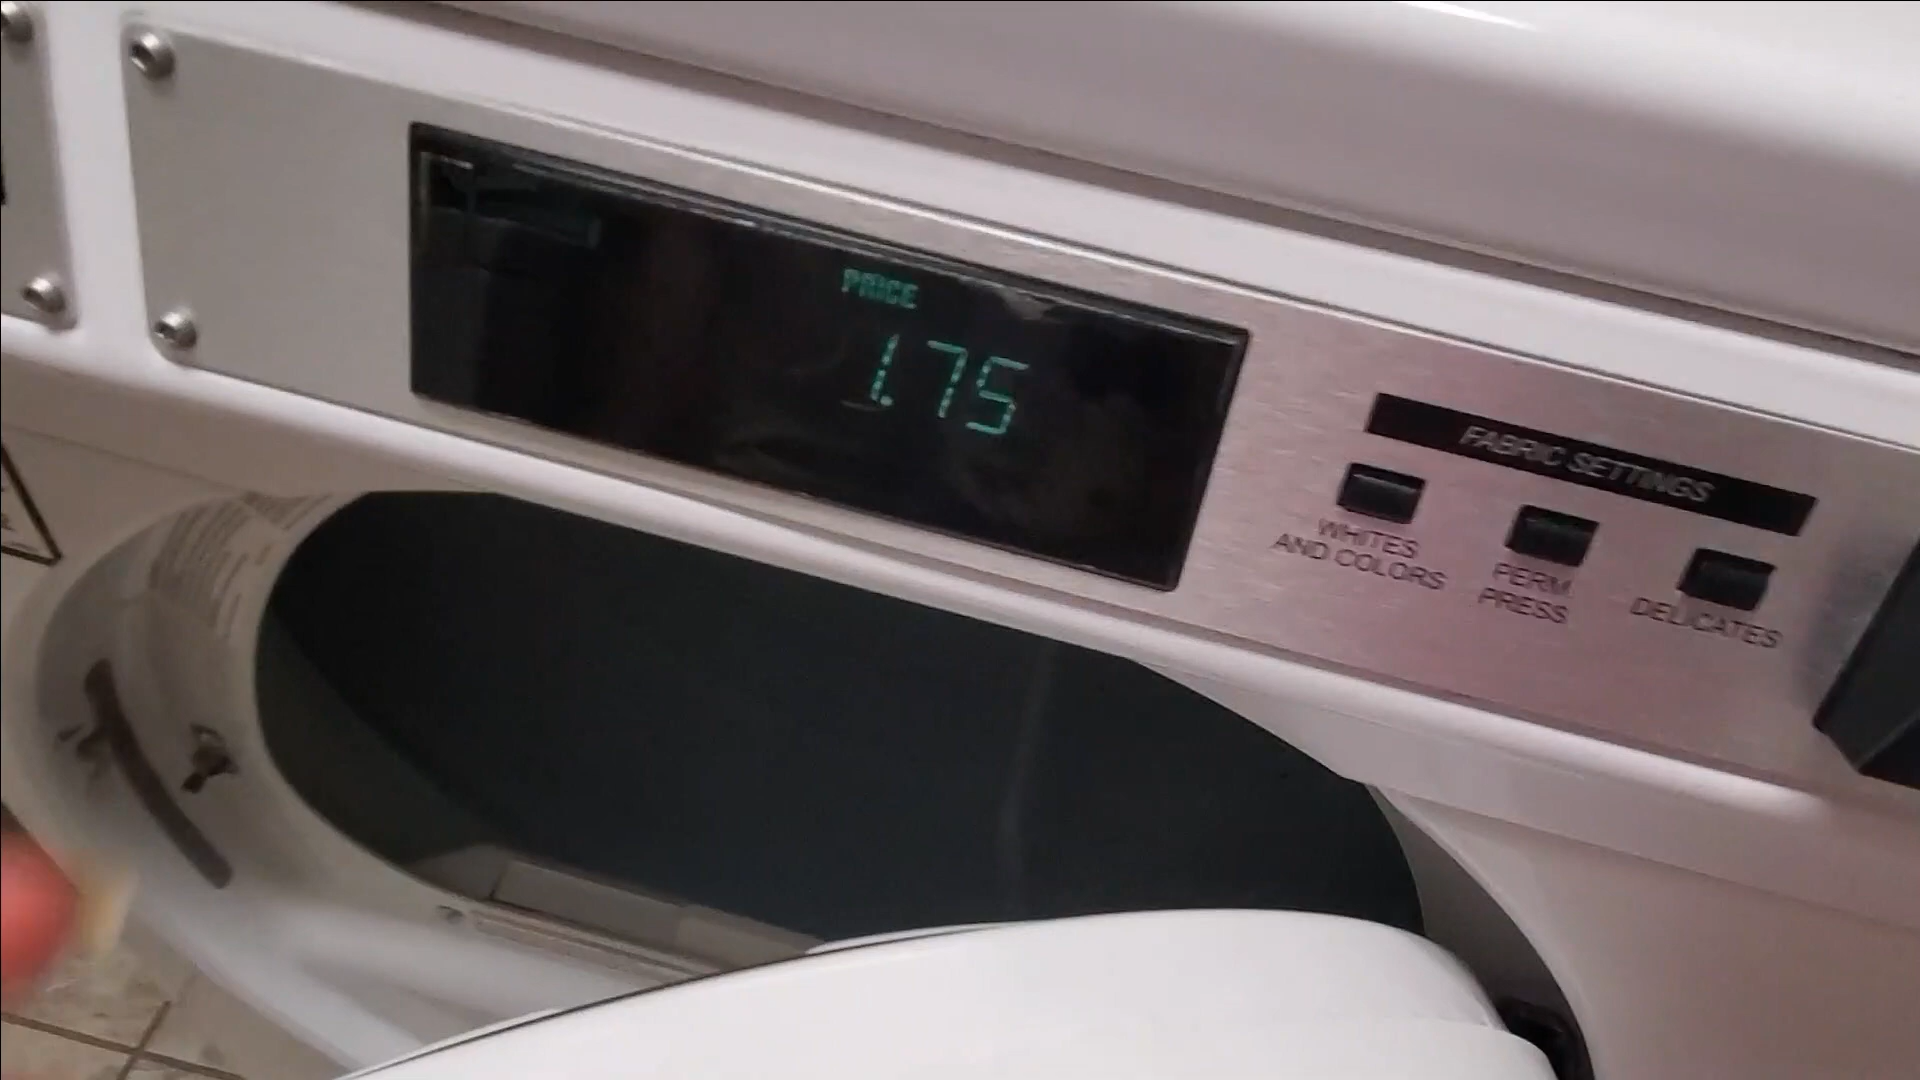 PRICE
1.75
FABRIC SETTINGS
WHITES
AND COLORS
PERM
PRESS
DELICATES